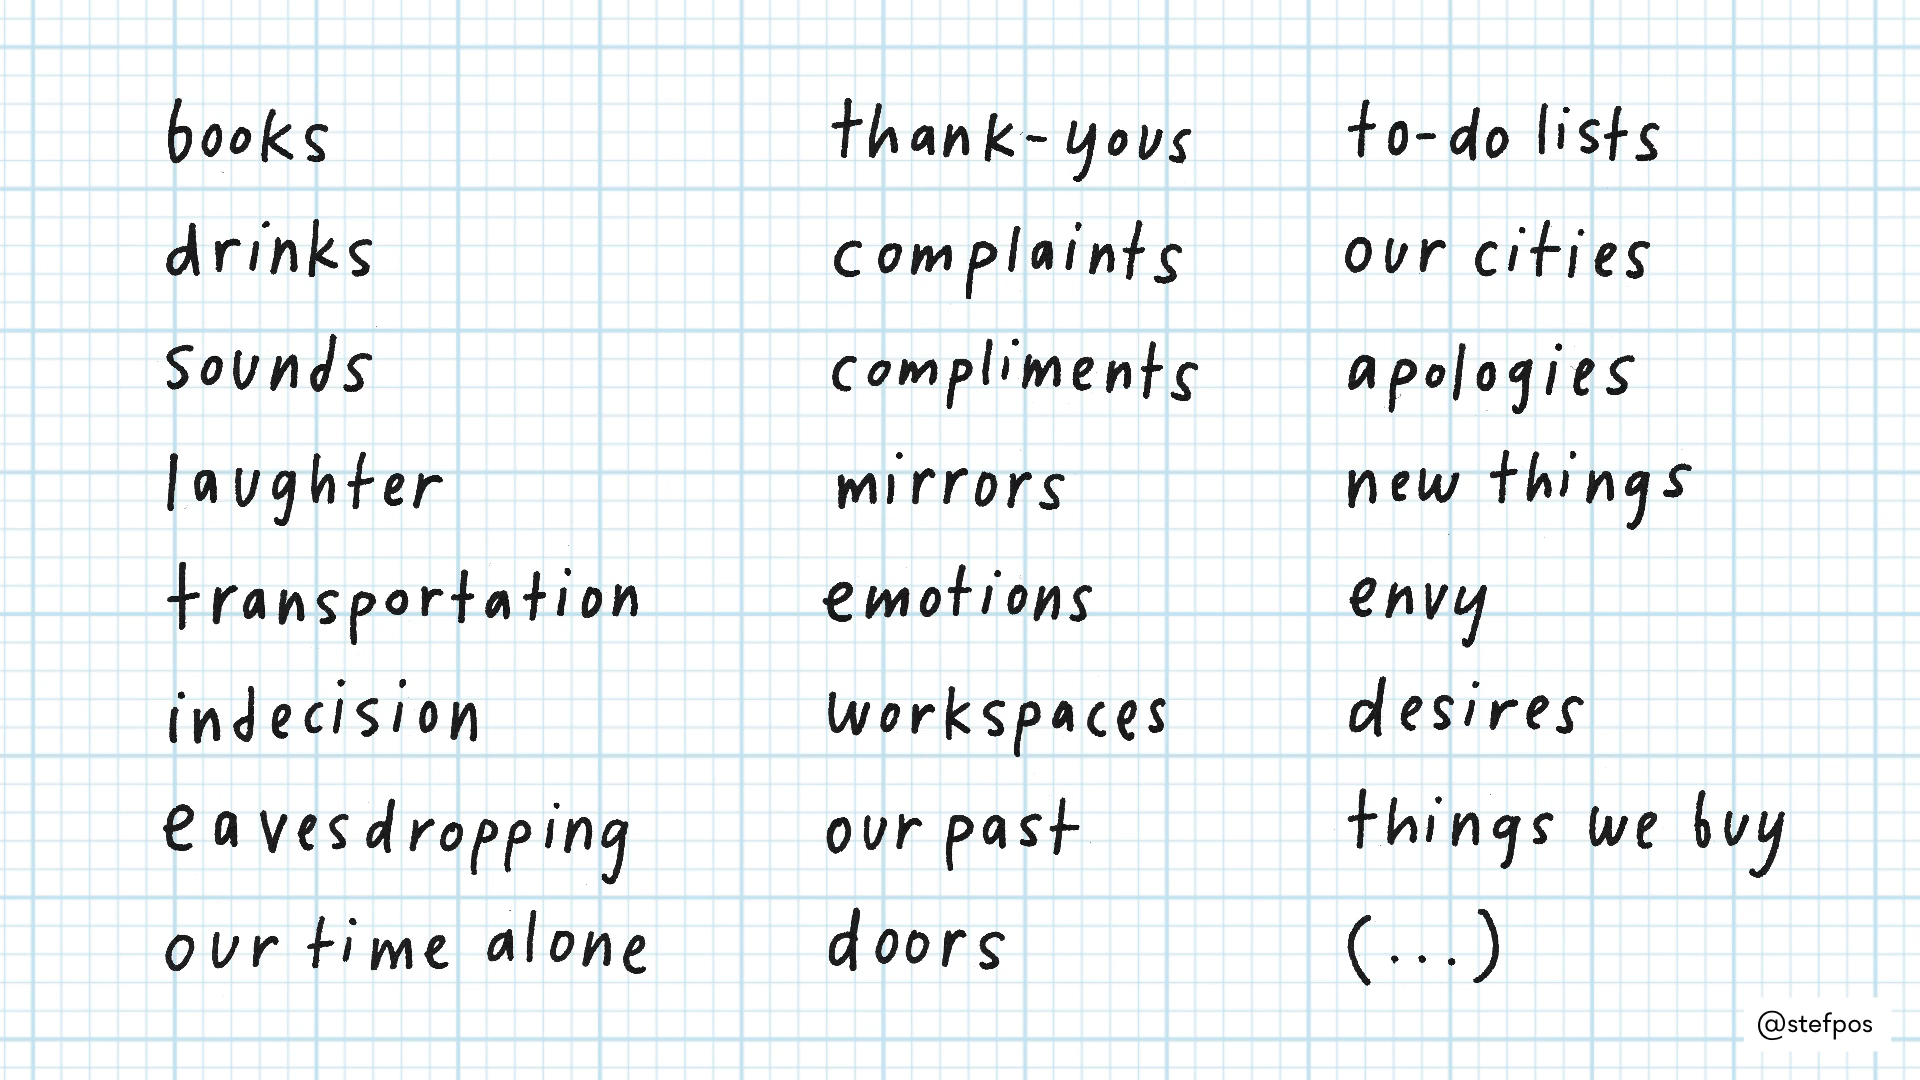 books
drinks
sounds
laughter
transportation
indecision
eavesdropping
our time alone
thank-yous
complaints
compliments
mirrors
emotions
workspaces
our past
doors
to-do lists
our cities
apologies
new things
envy
desires
things we buy
(...)
@stefpos